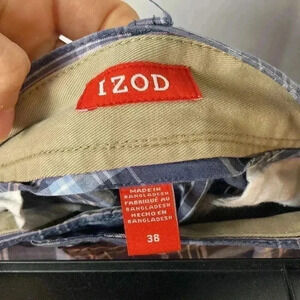 IZOD
MADE IN
BANGLADESH
FABRIQUÉ AU
BANGLADESH
HECHO EN
BANGLADESH
38